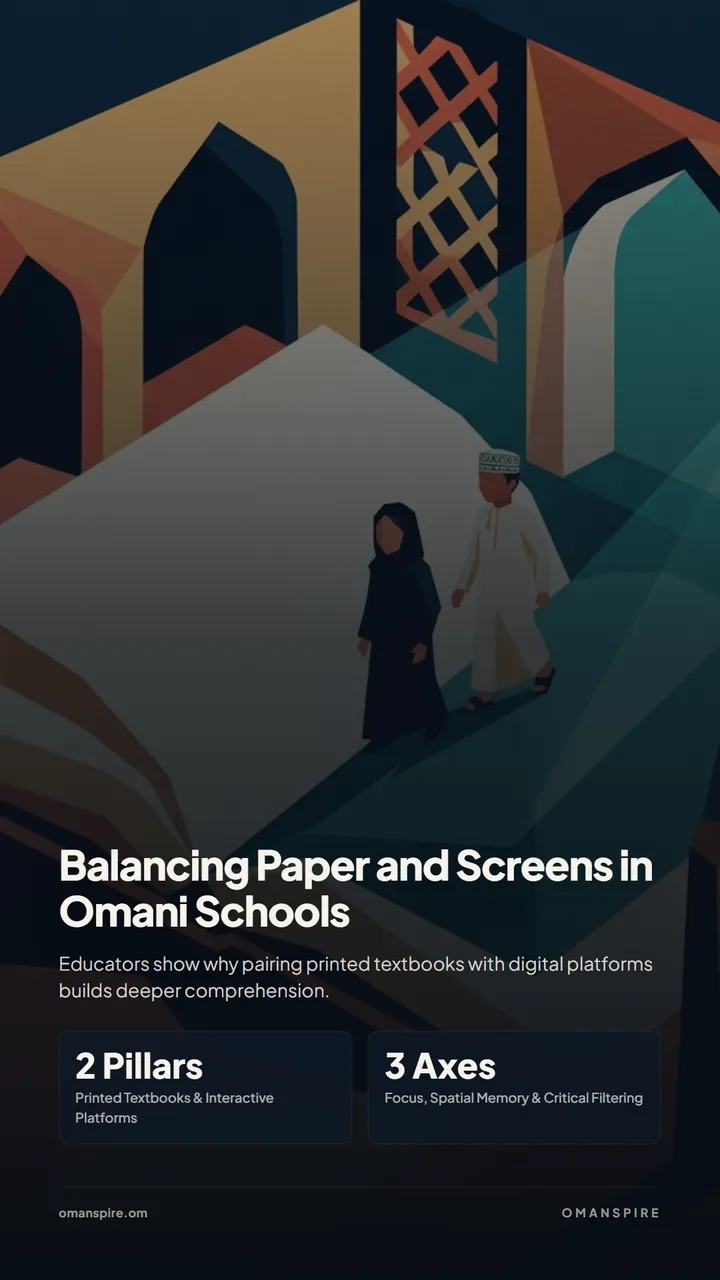 Balancing Paper and Screens in
Omani Schools
Educators show why pairing printed textbooks with digital platforms
builds deeper comprehension.
2 Pillars
Printed Textbooks & Interactive
Platforms
3 Axes
Focus, Spatial Memory & Critical Filtering
omanspire.om
OMANSPIRE